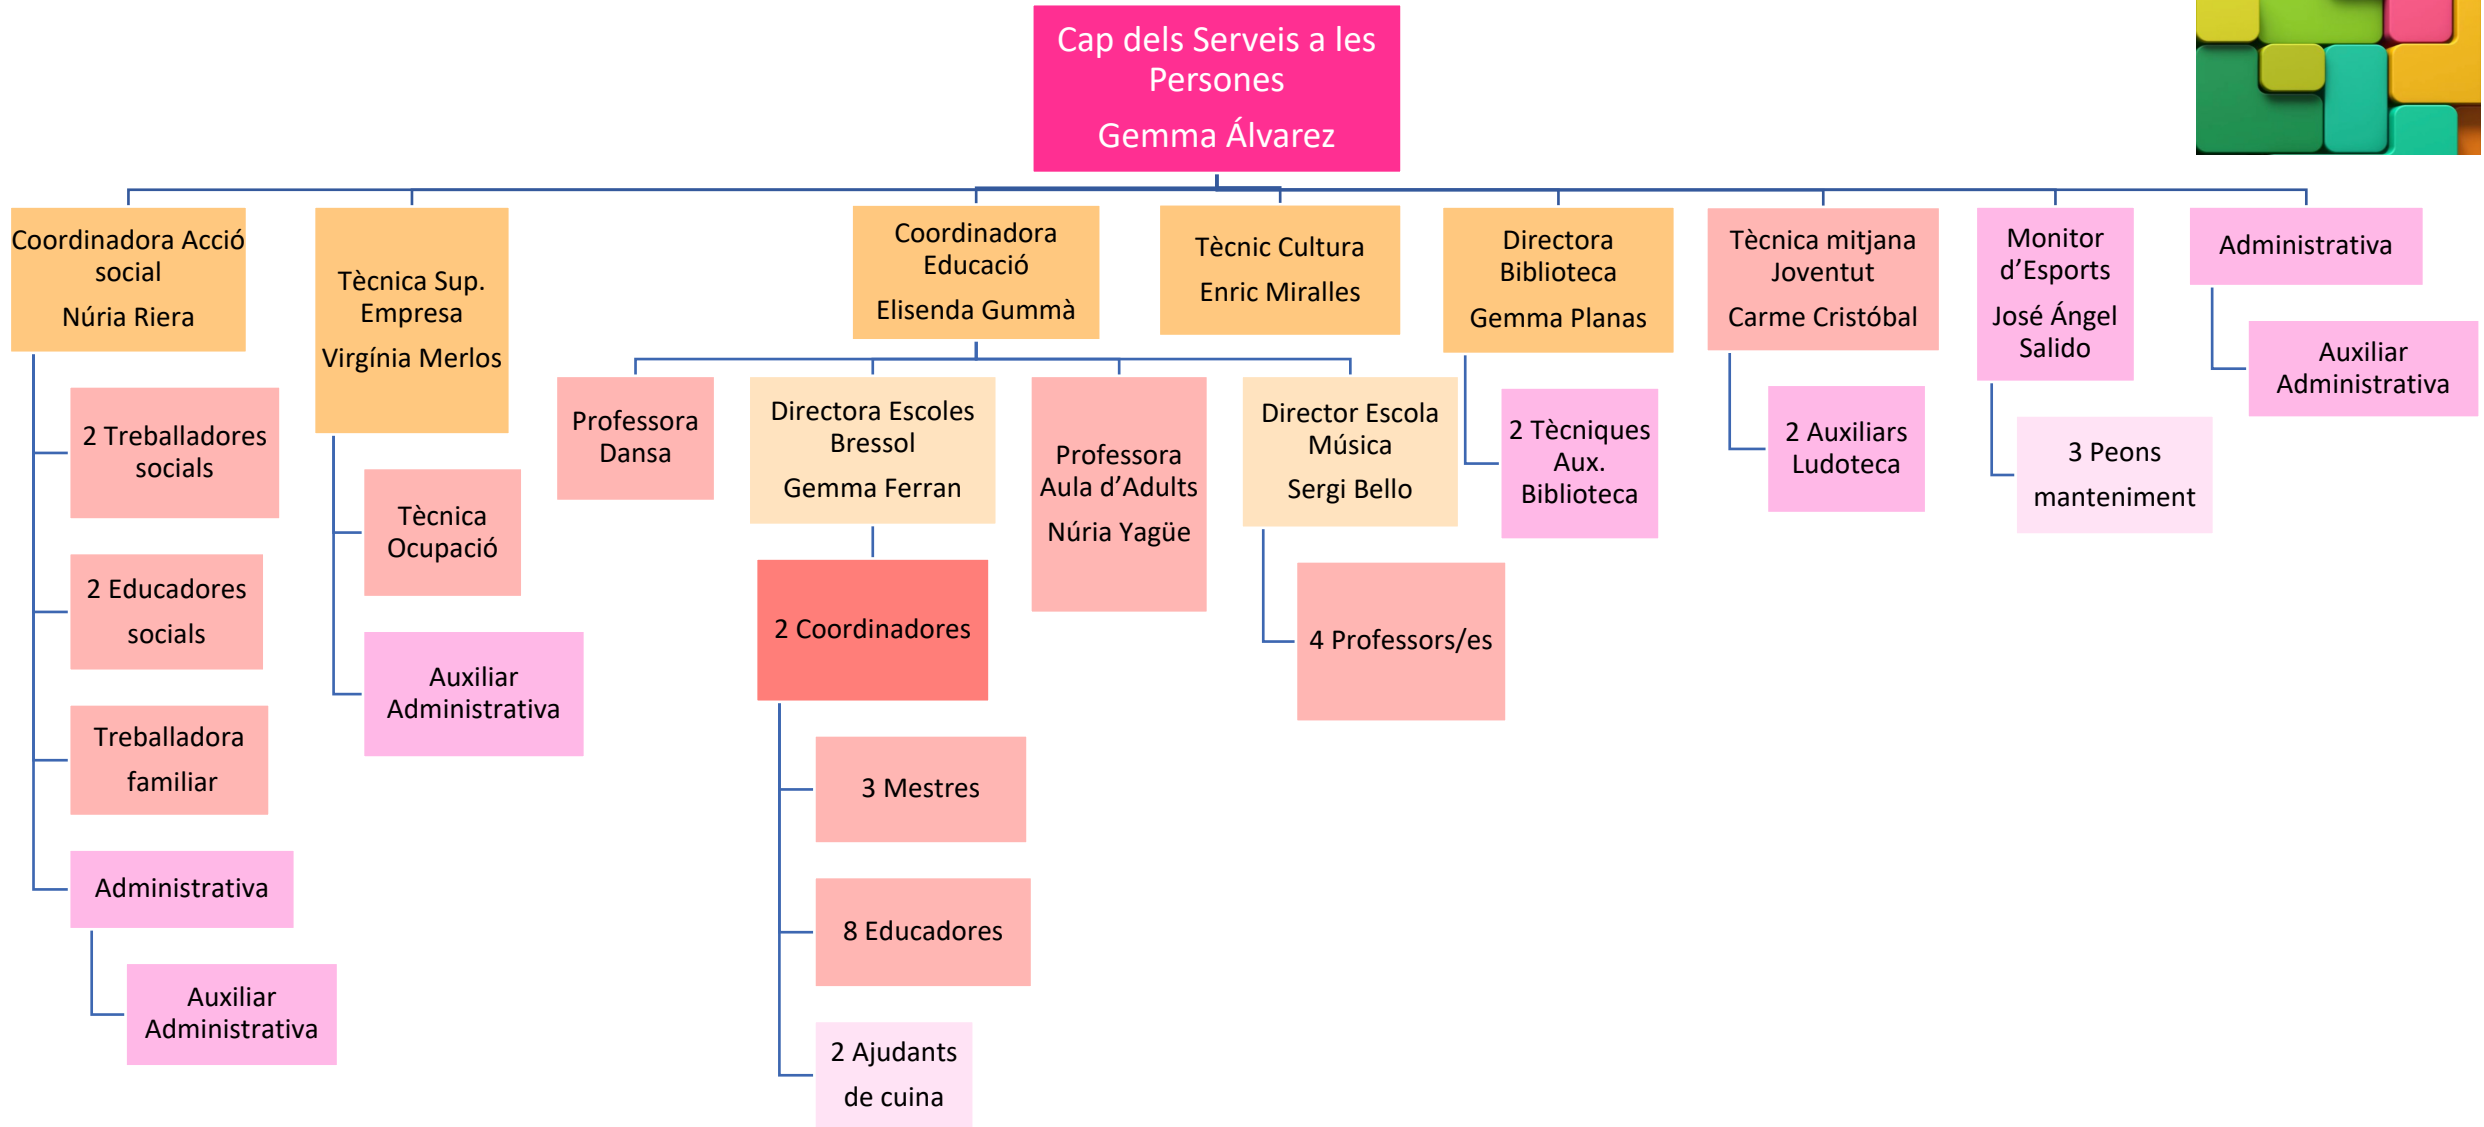 Cap dels Serveis a les
Persones
Gemma Álvarez
Coordinadora Acció
social
Núria Riera
2 Treballadores
socials
2 Educadores
socials
Treballadora
familiar
Administrativa
Auxiliar
Administrativa
Tècnica Sup.
Empresa
Virgínia Merlos
Tècnica
Ocupació
Auxiliar
Administrativa
Coordinadora
Educació
Elisenda Gummà
Professora
Dansa
Directora Escoles
Bressol
Gemma Ferran
2 Coordinadores
3 Mestres
8 Educadores
2 Ajudants
de cuina
Professora
Aula d’Adults
Núria Yagüe
Director Escola
Música
Sergi Bello
4 Professors/es
Tècnic Cultura
Enric Miralles
Directora
Biblioteca
Gemma Planas
2 Tècniques
Aux.
Biblioteca
Tècnica mitjana
Joventut
Carme Cristóbal
2 Auxiliars
Ludoteca
Monitor
d’Esports
José Ángel
Salido
3 Peons
manteniment
Administrativa
Auxiliar
Administrativa